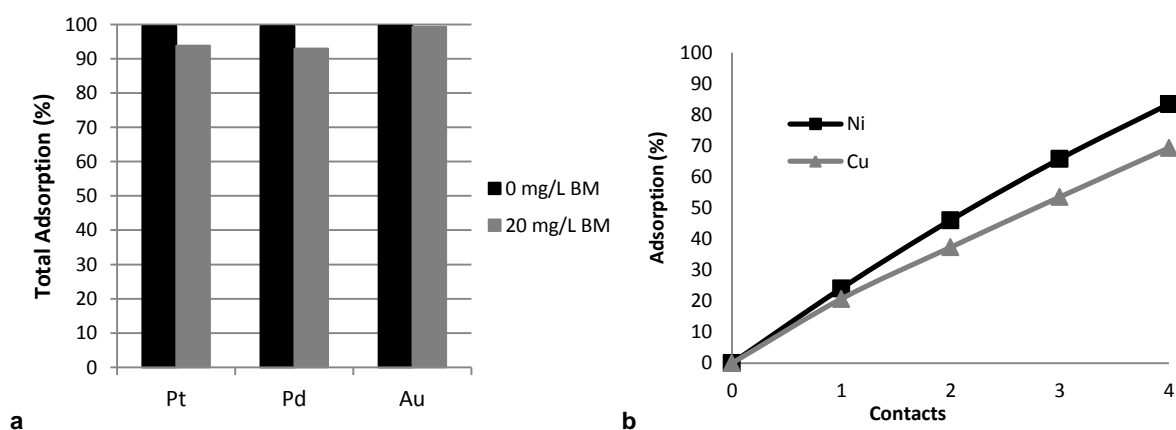 Total Adsorption (%)
100
90
80
70
60
50
40
30
20
10
0
Pt Pd Au
0 mg/L BM
20 mg/L BM
a
Adsorption (%)
100
90
80
70
60
50
40
30
20
10
0
Ni
Cu
0 1 2 3 4
Contacts
b